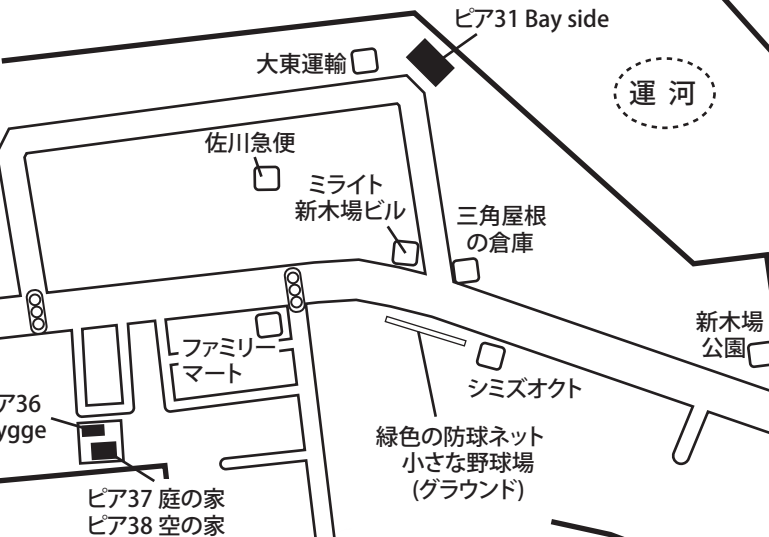 ピア31 Bay side
大東運輸
運河
佐川急便
ミライト
新木場ビル
三角屋根
の倉庫
新木場
公園
ファミリー
マート
シミズオクト
ア36
ygge
緑色の防球ネット
小さな野球場
(グラウンド)
ピア37 庭の家
ピア38 空の家